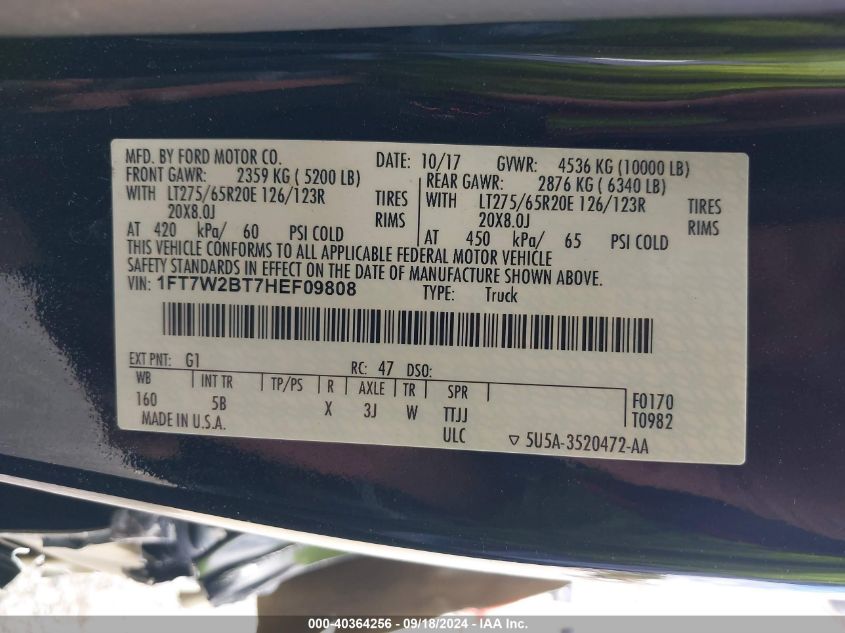 MFD. BY FORD MOTOR CO. DATE: 10/17 GVWR: 4536 KG (10000 LB)
FRONT GAWR: 2359 KG ( 5200 LB) REAR GAWR: 2876 KG ( 6340 LB)
WITH LT275/65R20E 126/123R TIRES WITH LT275/65R20E 126/123R TIRES
20X8.0J RIMS 20X8.0J RIMS
AT 420 kPa/ 60 PSI COLD AT 450 kPa/ 65 PSI COLD
THIS VEHICLE CONFORMS TO ALL APPLICABLE FEDERAL MOTOR VEHICLE
SAFETY STANDARDS IN EFFECT ON THE DATE OF MANUFACTURE SHOWN ABOVE.
VIN: 1FT7W2BT7HEF09808 TYPE: Truck
EXT PNT: G1 RC: 47 DSO:
WB INT TR TP/PS R AXLE TR SPR F0170
160 5B X 3J W TTJJ T0982
MADE IN U.S.A. ULC ▽ 5U5A-3520472-AA
000-40364256 - 09/18/2024 - IAA Inc.